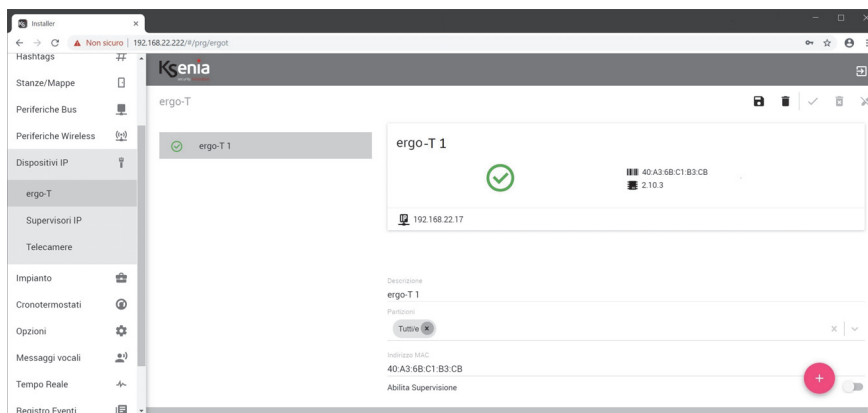 Installer
Non sicuro | 192.168.22.222/#/prg/ergot
Hashtags
Stanze/Mappe
Periferiche Bus
Periferiche Wireless
Dispositivi IP
ergo-T
Supervisori IP
Telecamere
Impianto
Cronotermostati
Opzioni
Messaggi vocali
Tempo Reale
Registro Eventi
Ksenia
ergo-T
ergo-T 1
ergo-T 1
40:A3:6B:C1:B3:CB
2.10.3
192.168.22.17
Descrizione
ergo-T 1
Partizioni
Tutti/e
Indirizzo MAC
40:A3:6B:C1:B3:CB
Abilita Supervisione